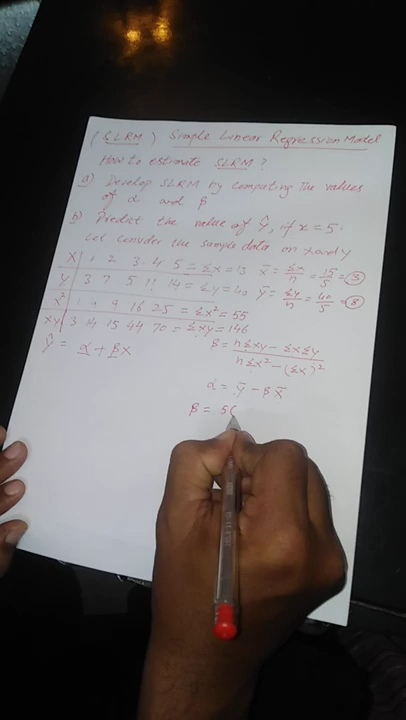 (SLRM) Simple Linear Regression Model
How to estimate SLRM?
a) Develop SLRM by computing the values
of α and β
b) Predict the value of Ŷ, if x = 5.
Let consider the sample data on x and y
X 1 2 3 4 5 = Σx = 15 x̄ = Σx/n = 15/5 = 3
Y 3 7 5 11 14 = Σy = 40 ȳ = Σy/n = 40/5 = 8
x² 1 4 9 16 25 = Σx² = 55
xy 3 14 15 44 70 = Σxy = 146
Ŷ = α + βx β = nΣxy - ΣxΣy / nΣx² - (Σx)²
α = ȳ - βx̄
β = 5(